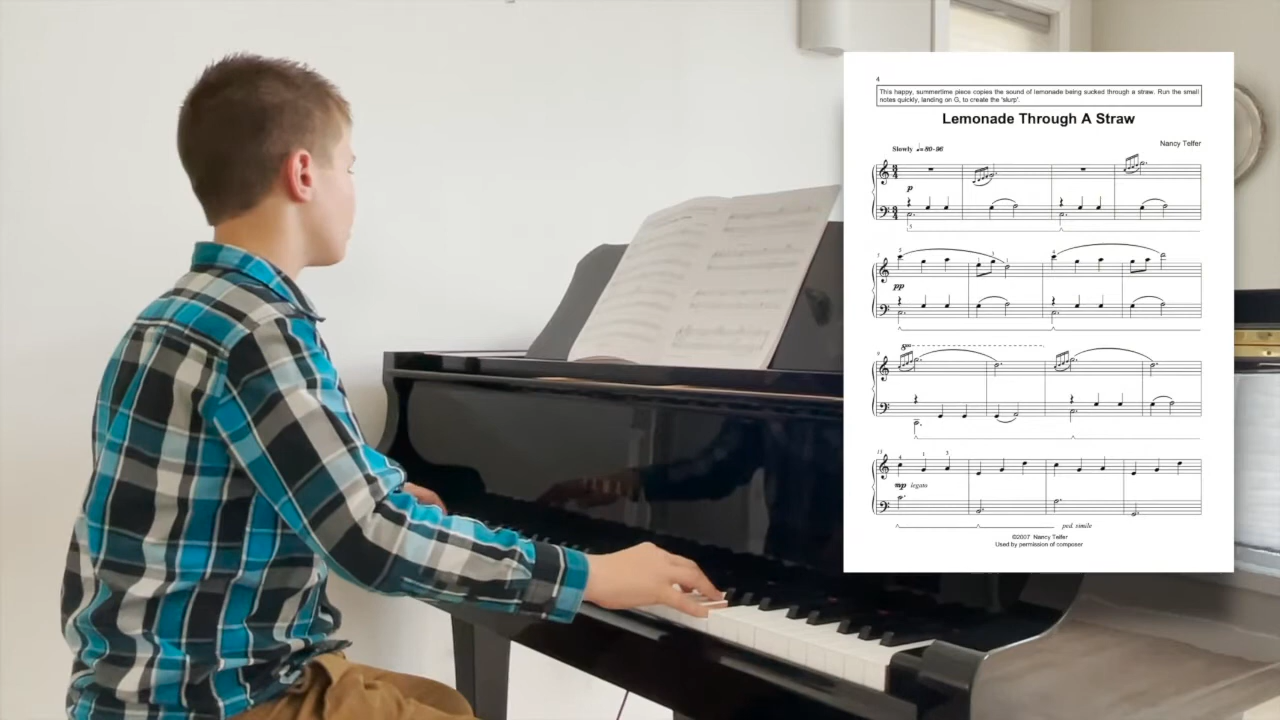 4
This happy, summertime piece copies the sound of lemonade being sucked through a straw. Run the small
notes quickly, landing on G, to create the 'slurp'.
Lemonade Through A Straw
Nancy Telfer
Slowly ♩= 80-96
p
5
pp
mp legato
ped. simile
©2007 Nancy Telfer
Used by permission of composer